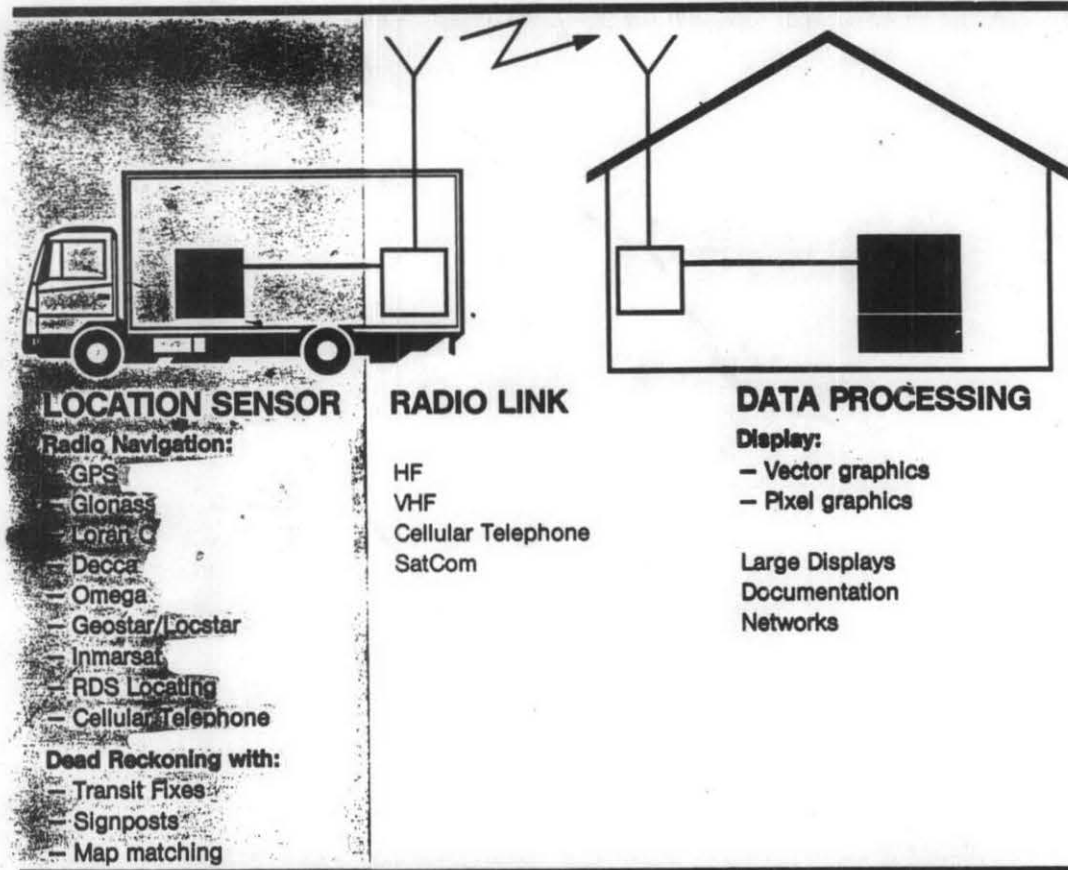 LOCATION SENSOR
Radio Navigation:
– GPS
– Glonass
– Loran C
– Decca
– Omega
– Geostar/Locstar
– Inmarsat
– RDS Locating
– Cellular Telephone
Dead Reckoning with:
– Transit Fixes
– Signposts
– Map matching
RADIO LINK
HF
VHF
Cellular Telephone
SatCom
DATA PROCESSING
Display:
– Vector graphics
– Pixel graphics
Large Displays
Documentation
Networks